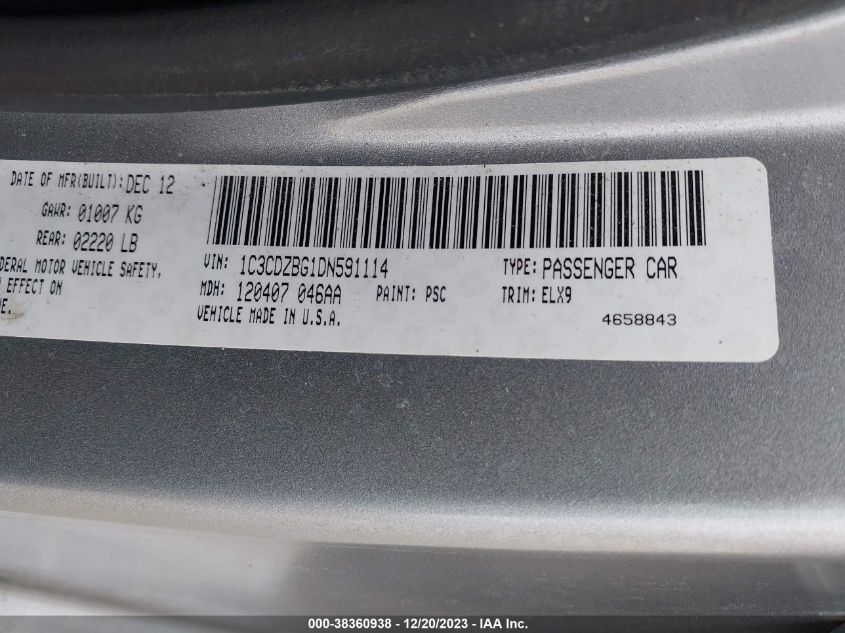 DATE OF MFR(BUILT): DEC 12
GAWR: 01007 KG
REAR: 02220 LB
DERAL MOTOR VEHICLE SAFETY,
EFFECT ON
VIN: 1C3CDZBG1DN591114 TYPE: PASSENGER CAR
MDH: 120407 046AA PAINT: PSC TRIM: ELX9
VEHICLE MADE IN U.S.A. 4658843
000-38360938 - 12/20/2023 - IAA Inc.